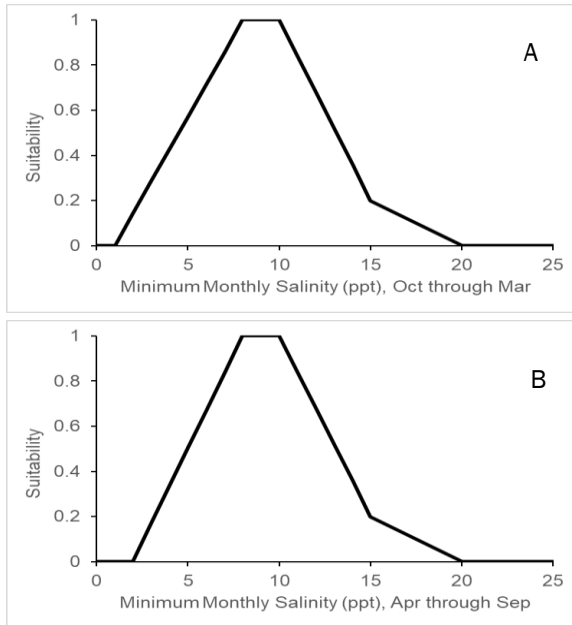 A
1
0.8
0.6
0.4
0.2
0
Suitability
0 5 10 15 20 25
Minimum Monthly Salinity (ppt), Oct through Mar
B
1
0.8
0.6
0.4
0.2
0
Suitability
0 5 10 15 20 25
Minimum Monthly Salinity (ppt), Apr through Sep